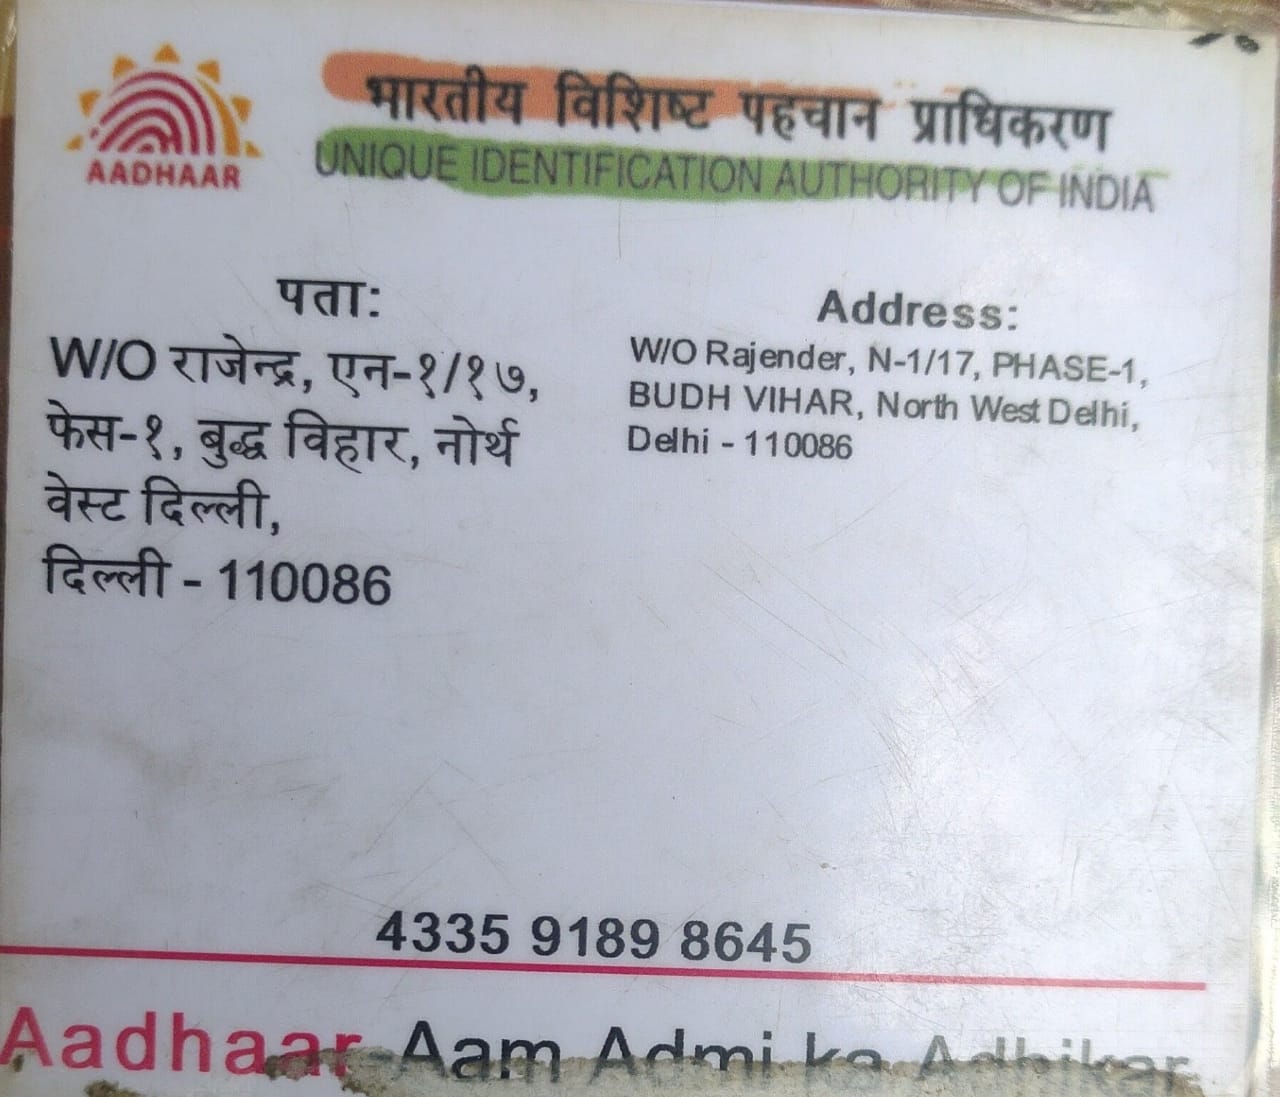 AADHAAR
भारतीय विशिष्ट पहचान प्राधिकरण
UNIQUE IDENTIFICATION AUTHORITY OF INDIA
पता:
W/O राजेन्द्र, एन-१/१७,
फेस-१, बुद्ध विहार, नोर्थ
वेस्ट दिल्ली,
दिल्ली - 110086
Address:
W/O Rajender, N-1/17, PHASE-1,
BUDH VIHAR, North West Delhi,
Delhi - 110086
4335 9189 8645
Aadhaar-Aam Admi ka Adhikar